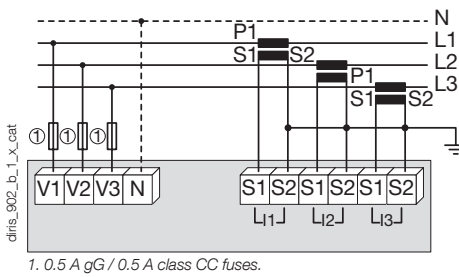 N
P1
L1
S1 S2
L2
P1
L3
S1 S2
1 1 1
diris_902_b_1_x_cat
V1 V2 V3 N
S1 S2 S1 S2 S1 S2
I1 I2 I3
1. 0.5 A gG / 0.5 A class CC fuses.